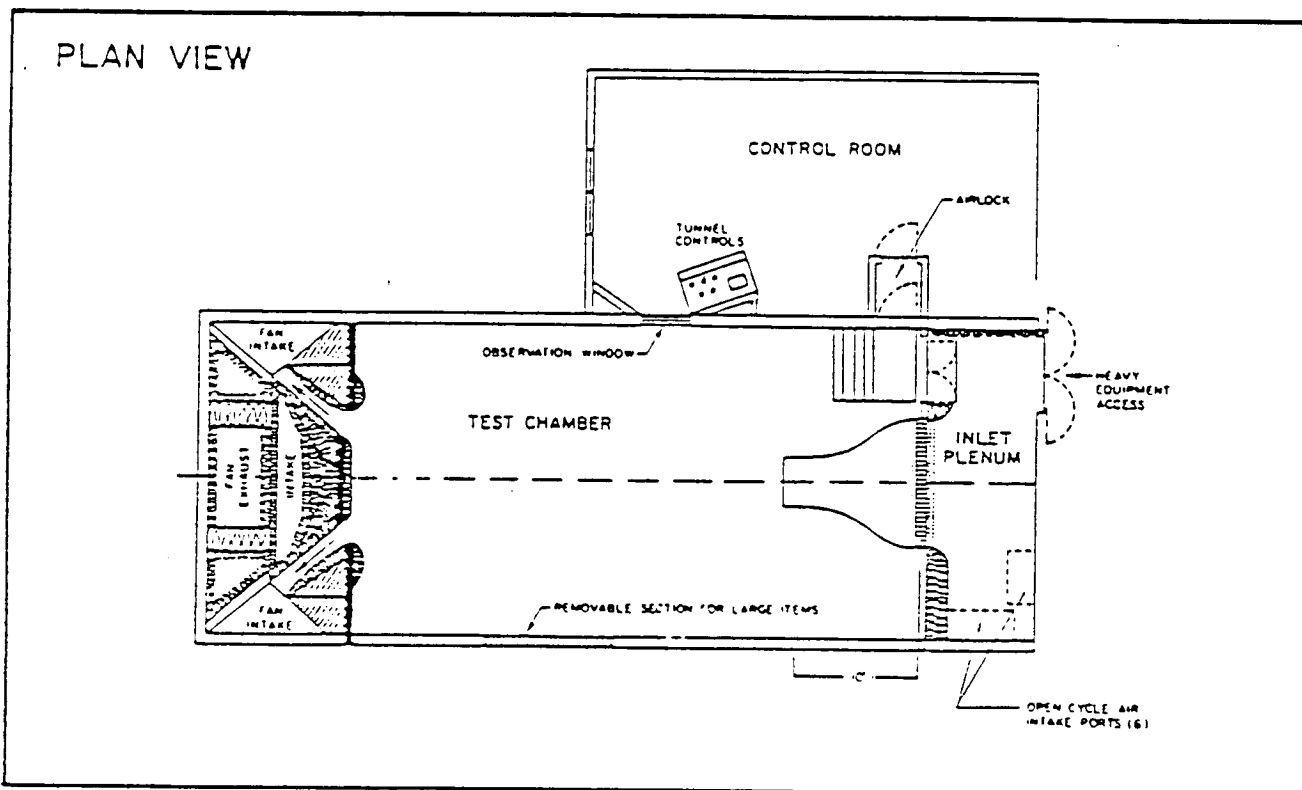 PLAN VIEW
CONTROL ROOM
AIRLOCK
TUNNEL
CONTROLS
FAN
INTAKE
OBSERVATION WINDOW
HEAVY
EQUIPMENT
ACCESS
TEST CHAMBER
INLET
PLENUM
FAN
EXHAUST
INTAKE
FAN
INTAKE
REMOVABLE SECTION FOR LARGE ITEMS
OPEN CYCLE AIR
INTAKE PORTS (6)